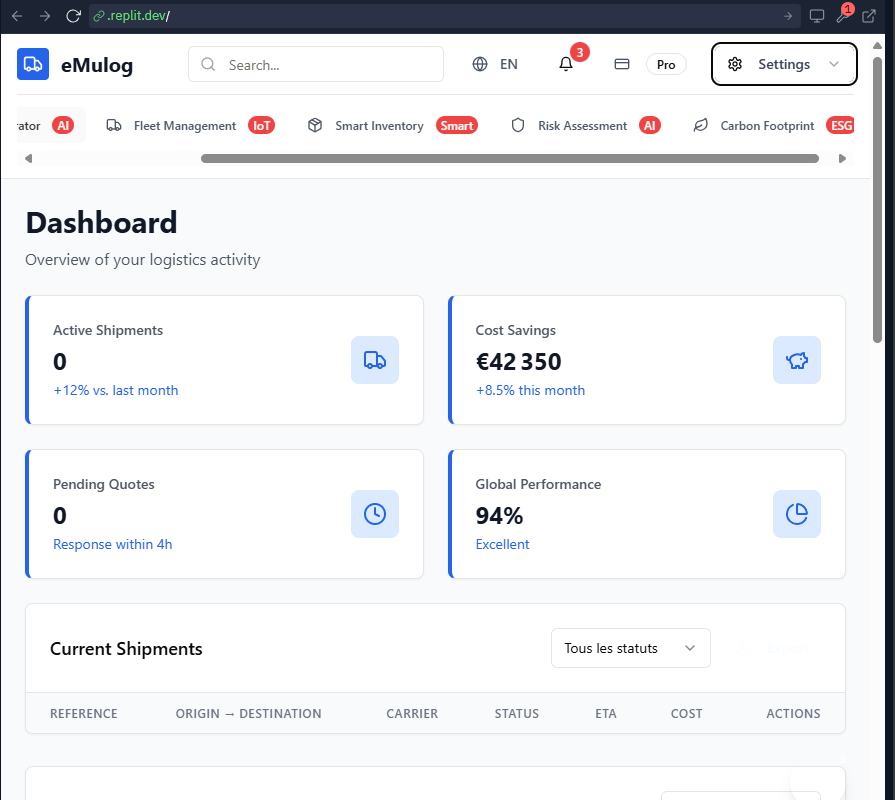 .replit.dev/
1
eMulog
Search...
EN
3
Pro
Settings
rator AI
Fleet Management IoT
Smart Inventory Smart
Risk Assessment AI
Carbon Footprint ESG
Dashboard
Overview of your logistics activity
Active Shipments
0
+12% vs. last month
Cost Savings
€42 350
+8.5% this month
Pending Quotes
0
Response within 4h
Global Performance
94%
Excellent
Current Shipments
Tous les statuts
REFERENCE ORIGIN → DESTINATION CARRIER STATUS ETA COST ACTIONS